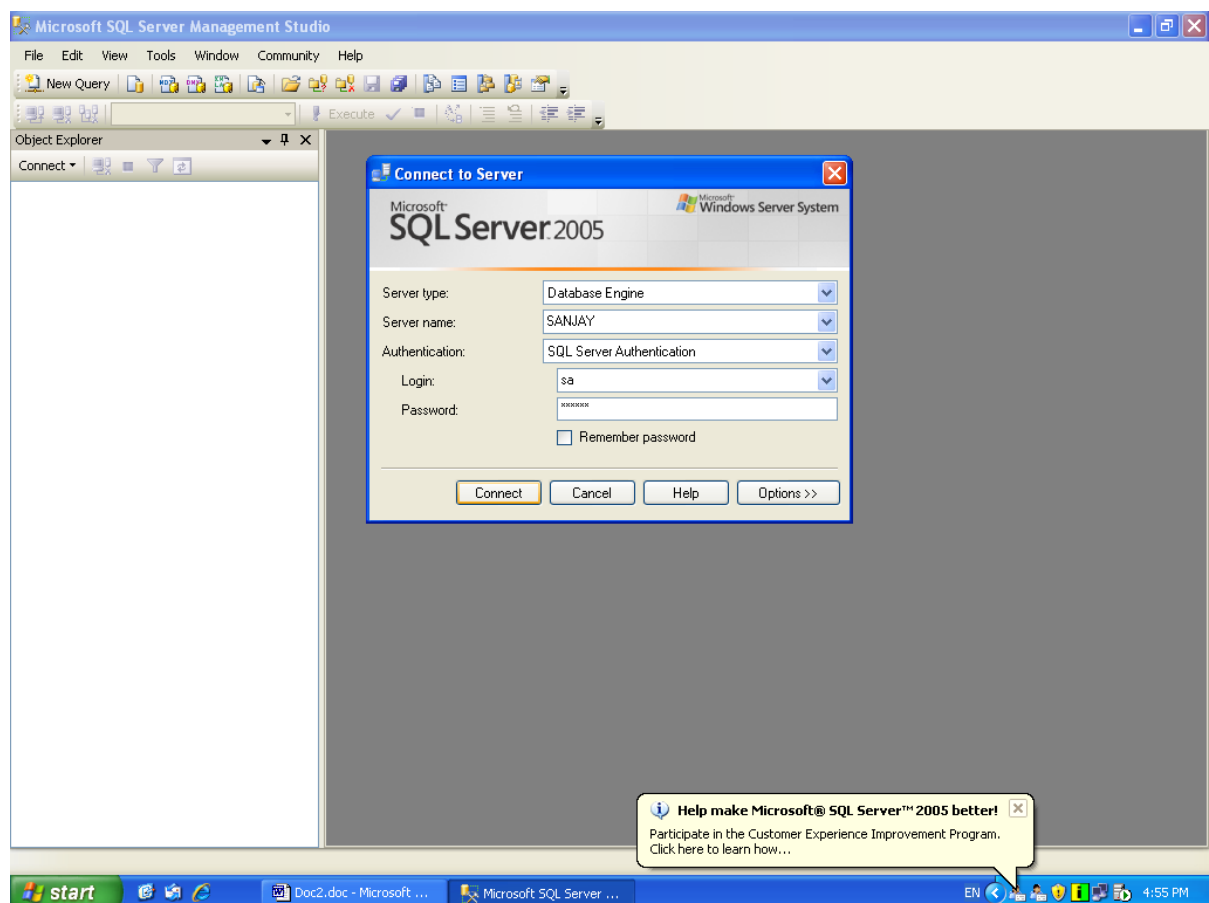 Microsoft SQL Server Management Studio
File Edit View Tools Window Community Help
New Query
Execute
Object Explorer
Connect
Connect to Server
Microsoft
SQL Server 2005
Microsoft
Windows Server System
Server type: Database Engine
Server name: SANJAY
Authentication: SQL Server Authentication
Login: sa
Password: ******
Remember password
Connect Cancel Help Options >>
Help make Microsoft® SQL Server™ 2005 better!
Participate in the Customer Experience Improvement Program.
Click here to learn how...
start Doc2.doc - Microsoft ... Microsoft SQL Server ... EN 4:55 PM